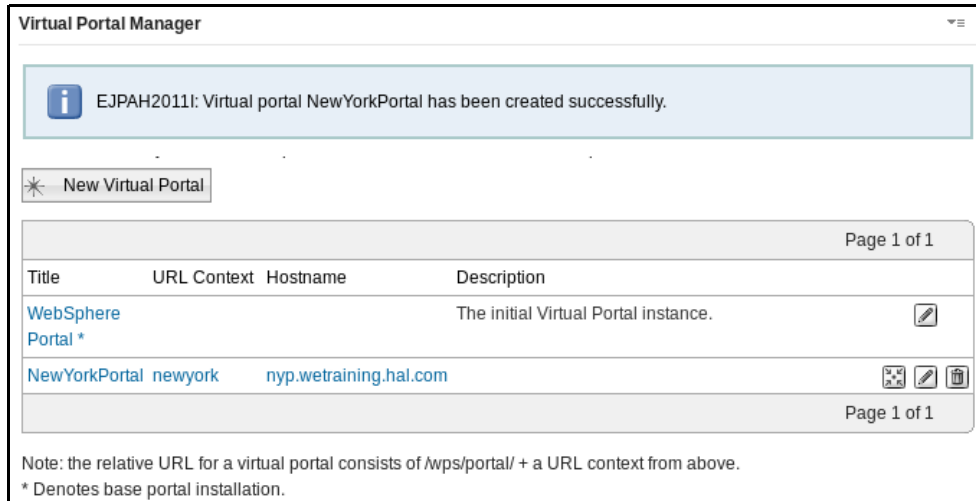 Virtual Portal Manager
EJPAH2011I: Virtual portal NewYorkPortal has been created successfully.
New Virtual Portal
Page 1 of 1
Title URL Context Hostname Description
WebSphere Portal * The initial Virtual Portal instance.
NewYorkPortal newyork nyp.wetraining.hal.com
Page 1 of 1
Note: the relative URL for a virtual portal consists of /wps/portal/ + a URL context from above.
* Denotes base portal installation.